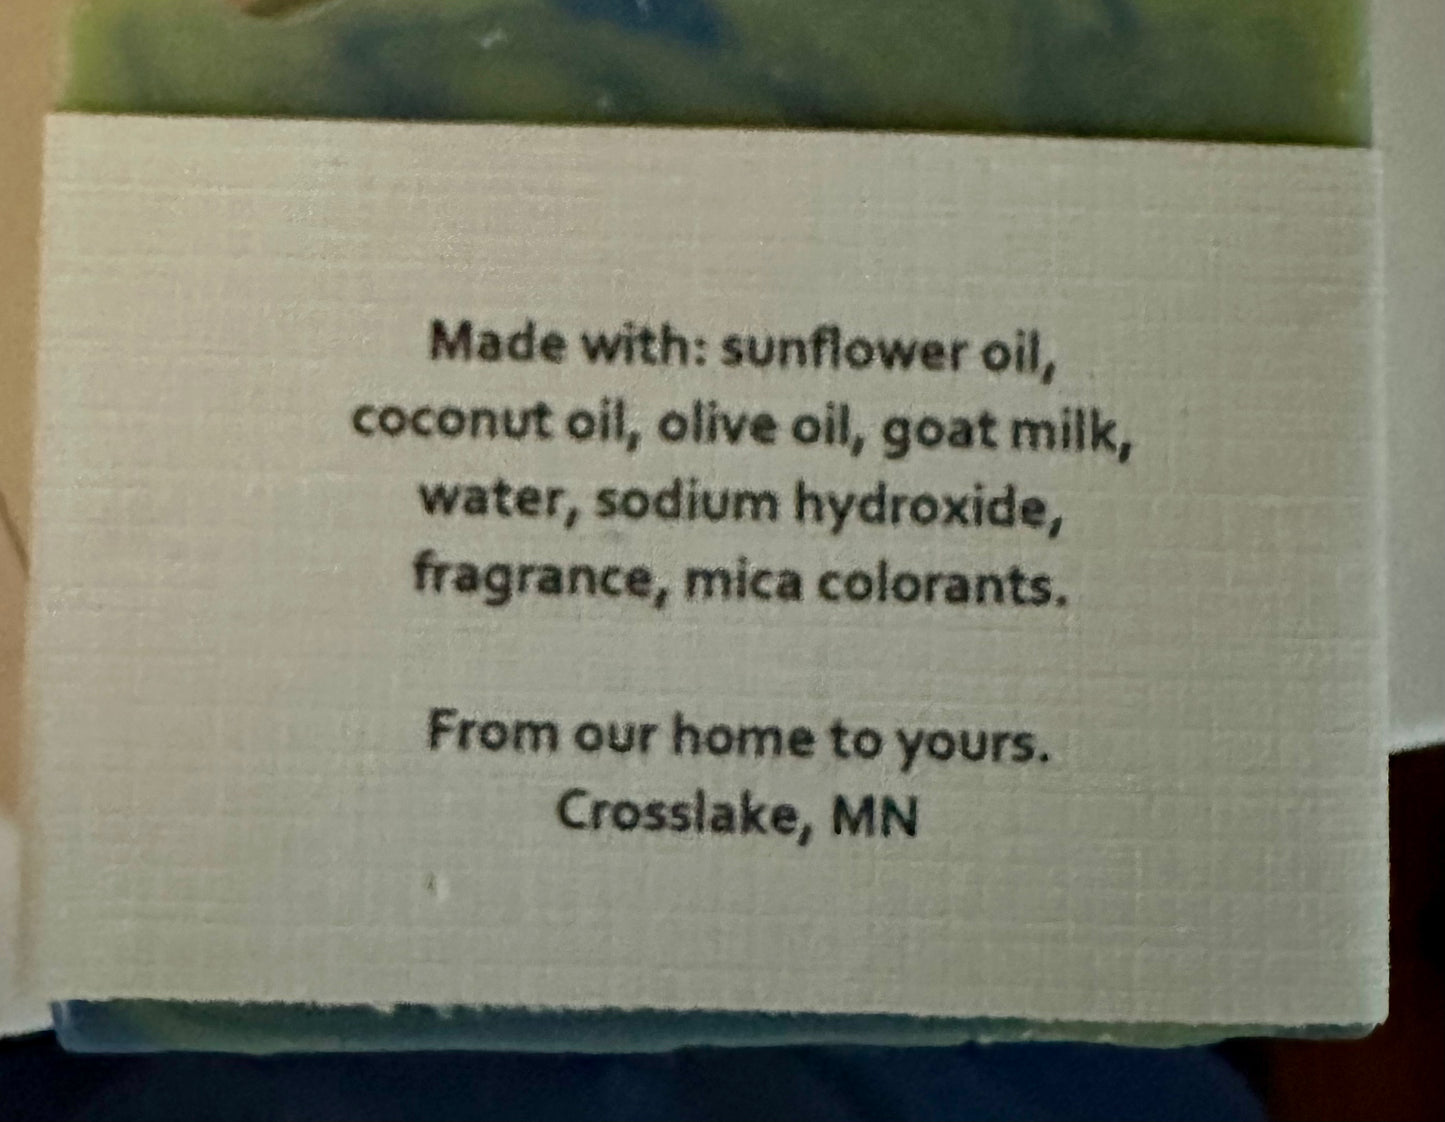 Made with: sunflower oil,
coconut oil, olive oil, goat milk,
water, sodium hydroxide,
fragrance, mica colorants.
From our home to yours.
Crosslake, MN